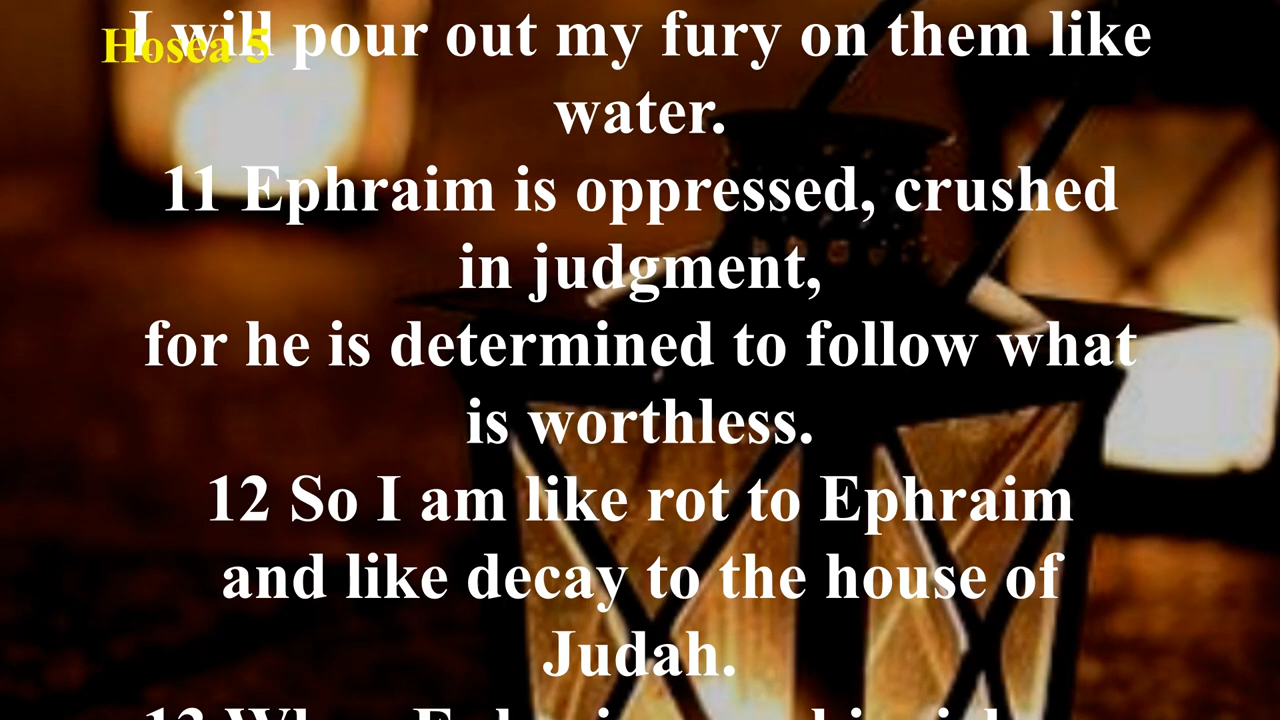 Hosea 5
I will pour out my fury on them like
water.
11 Ephraim is oppressed, crushed
in judgment,
for he is determined to follow what
is worthless.
12 So I am like rot to Ephraim
and like decay to the house of
Judah.